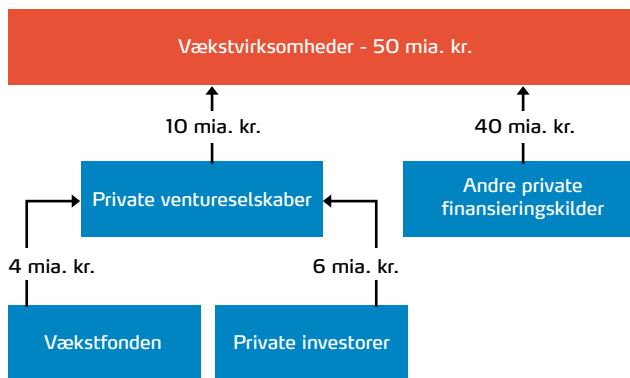 Vækstvirksomheder - 50 mia. kr.
10 mia. kr.
40 mia. kr.
Private ventureselskaber
Andre private
finansieringskilder
4 mia. kr.
6 mia. kr.
Vækstfonden
Private investorer